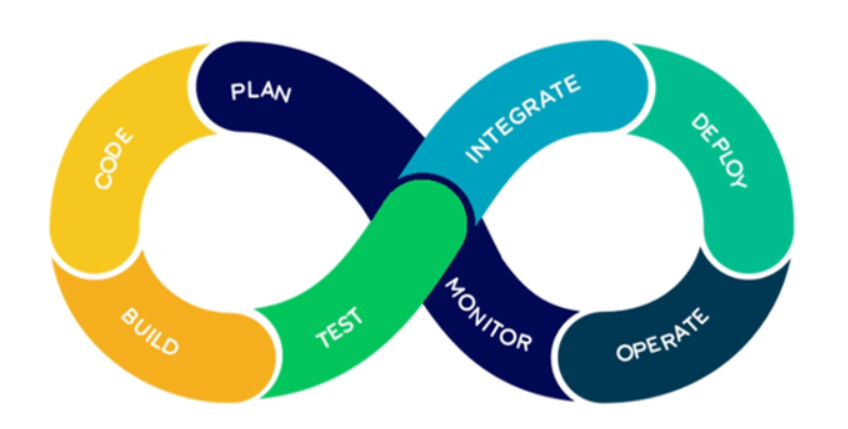 PLAN
CODE
BUILD
TEST
INTEGRATE
DEPLOY
OPERATE
MONITOR